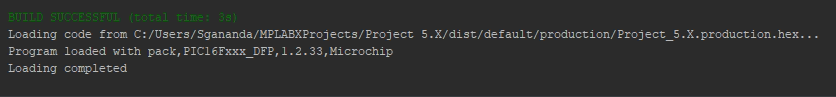 BUILD SUCCESSFUL (total time: 3s)
Loading code from C:/Users/Sgananda/MPLABXProjects/Project 5.X/dist/default/production/Project_5.X.production.hex...
Program loaded with pack,PIC16Fxxx_DFP,1.2.33,Microchip
Loading completed